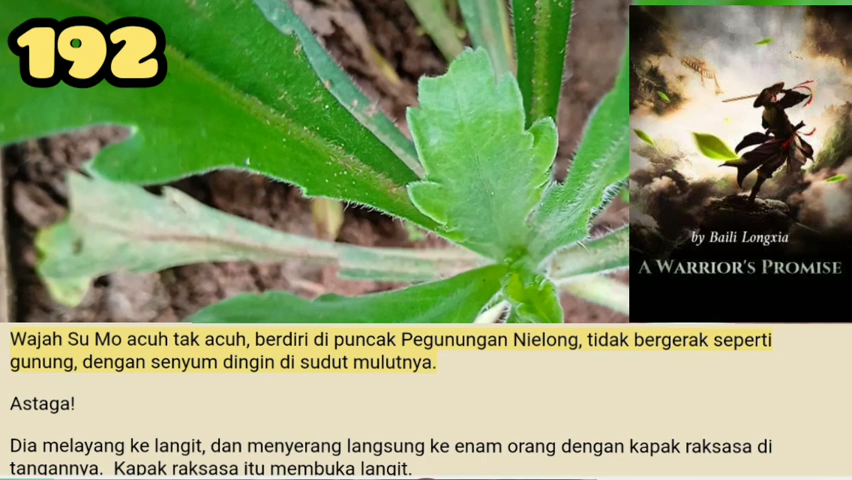 192
by Baili Longxia
A WARRIOR'S PROMISE
Wajah Su Mo acuh tak acuh, berdiri di puncak Pegunungan Nielong, tidak bergerak seperti
gunung, dengan senyum dingin di sudut mulutnya.
Astaga!
Dia melayang ke langit, dan menyerang langsung ke enam orang dengan kapak raksasa di
tangannya. Kapak raksasa itu membuka langit.